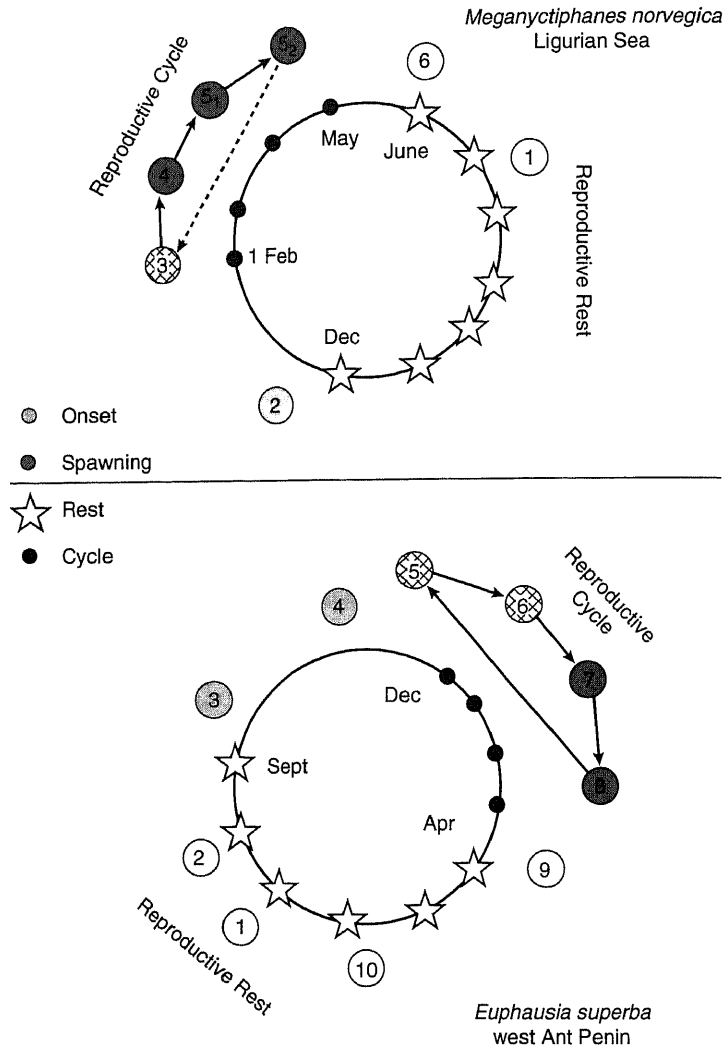 Meganyctiphanes norvegica
Ligurian Sea
Reproductive Cycle
5₂
5₁
4
3
6
May
June
1
Reproductive Rest
1 Feb
Dec
2
Onset
Spawning
Rest
Cycle
5
6
Reproductive
Cycle
4
7
3
Dec
Sept
8
Apr
2
9
1
Reproductive Rest
10
Euphausia superba
west Ant Penin